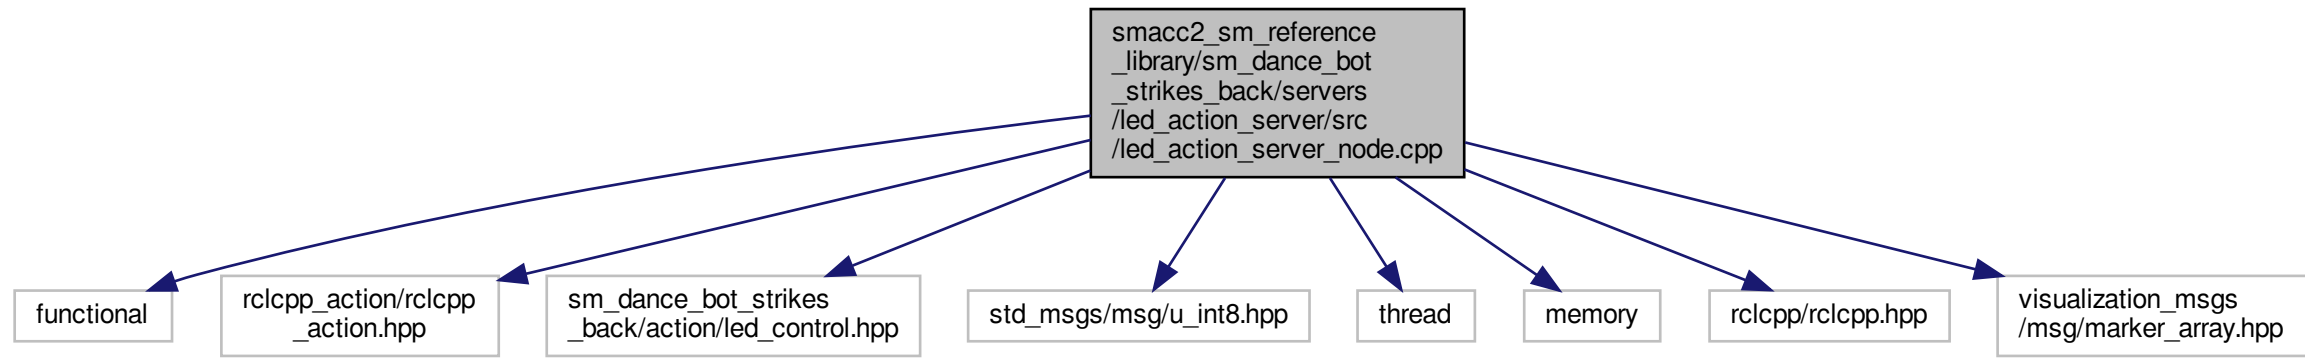 smacc2_sm_reference
_library/sm_dance_bot
_strikes_back/servers
/led_action_server/src
/led_action_server_node.cpp
functional
rclcpp_action/rclcpp
_action.hpp
sm_dance_bot_strikes
_back/action/led_control.hpp
std_msgs/msg/u_int8.hpp
thread
memory
rclcpp/rclcpp.hpp
visualization_msgs
/msg/marker_array.hpp